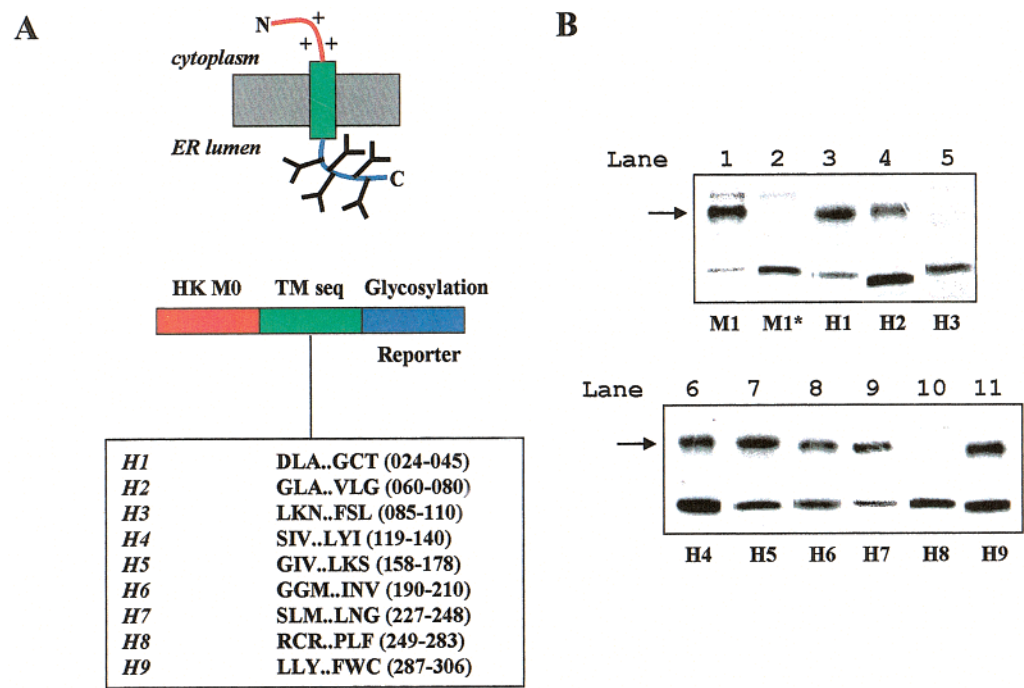 A
N
+
+ +
cytoplasm
ER lumen
C
HK M0 TM seq Glycosylation
Reporter
H1 DLA..GCT (024-045)
H2 GLA..VLG (060-080)
H3 LKN..FSL (085-110)
H4 SIV..LYI (119-140)
H5 GIV..LKS (158-178)
H6 GGM..INV (190-210)
H7 SLM..LNG (227-248)
H8 RCR..PLF (249-283)
H9 LLY..FWC (287-306)
B
Lane 1 2 3 4 5
M1 M1* H1 H2 H3
Lane 6 7 8 9 10 11
H4 H5 H6 H7 H8 H9